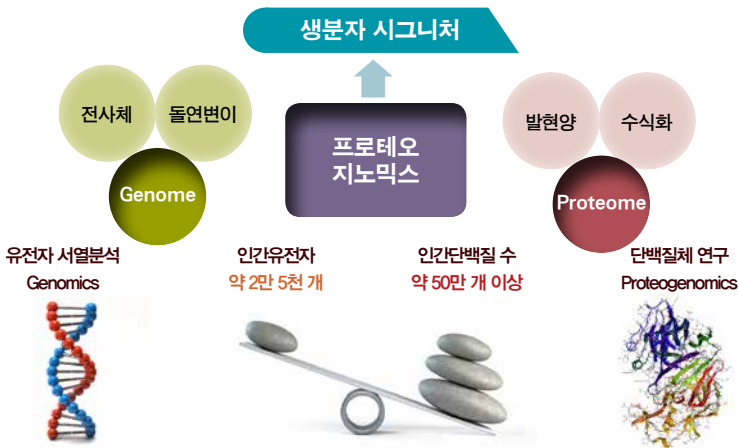 생분자 시그니처
전사체
돌연변이
프로테오
지노믹스
발현양
수식화
Genome
Proteome
유전자 서열분석
Genomics
인간유전자
약 2만 5천 개
인간단백질 수
약 50만 개 이상
단백질체 연구
Proteogenomics